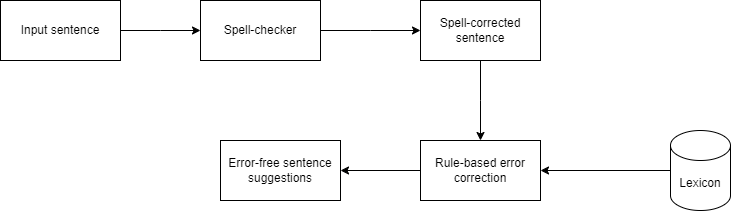 Input sentence
Spell-checker
Spell-corrected
sentence
Error-free sentence
suggestions
Rule-based error
correction
Lexicon